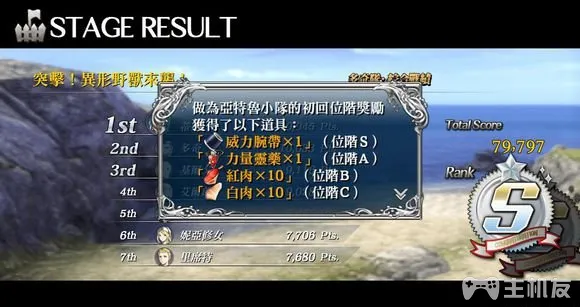 STAGE RESULT
突擊！異形野獸來襲！
做為亞特魯小隊的初回位階獎勵
獲得了以下道具：
「威力腕帶×1」（位階S）
「力量靈藥×1」（位階A）
「紅肉×10」（位階B）
「白肉×10」（位階C）
1st
2nd
3rd
4th
5th
6th 妮亞修女 7,706 Pts.
7th 里希特 7,680 Pts.
Total Score
79,797
Rank
S
主机友